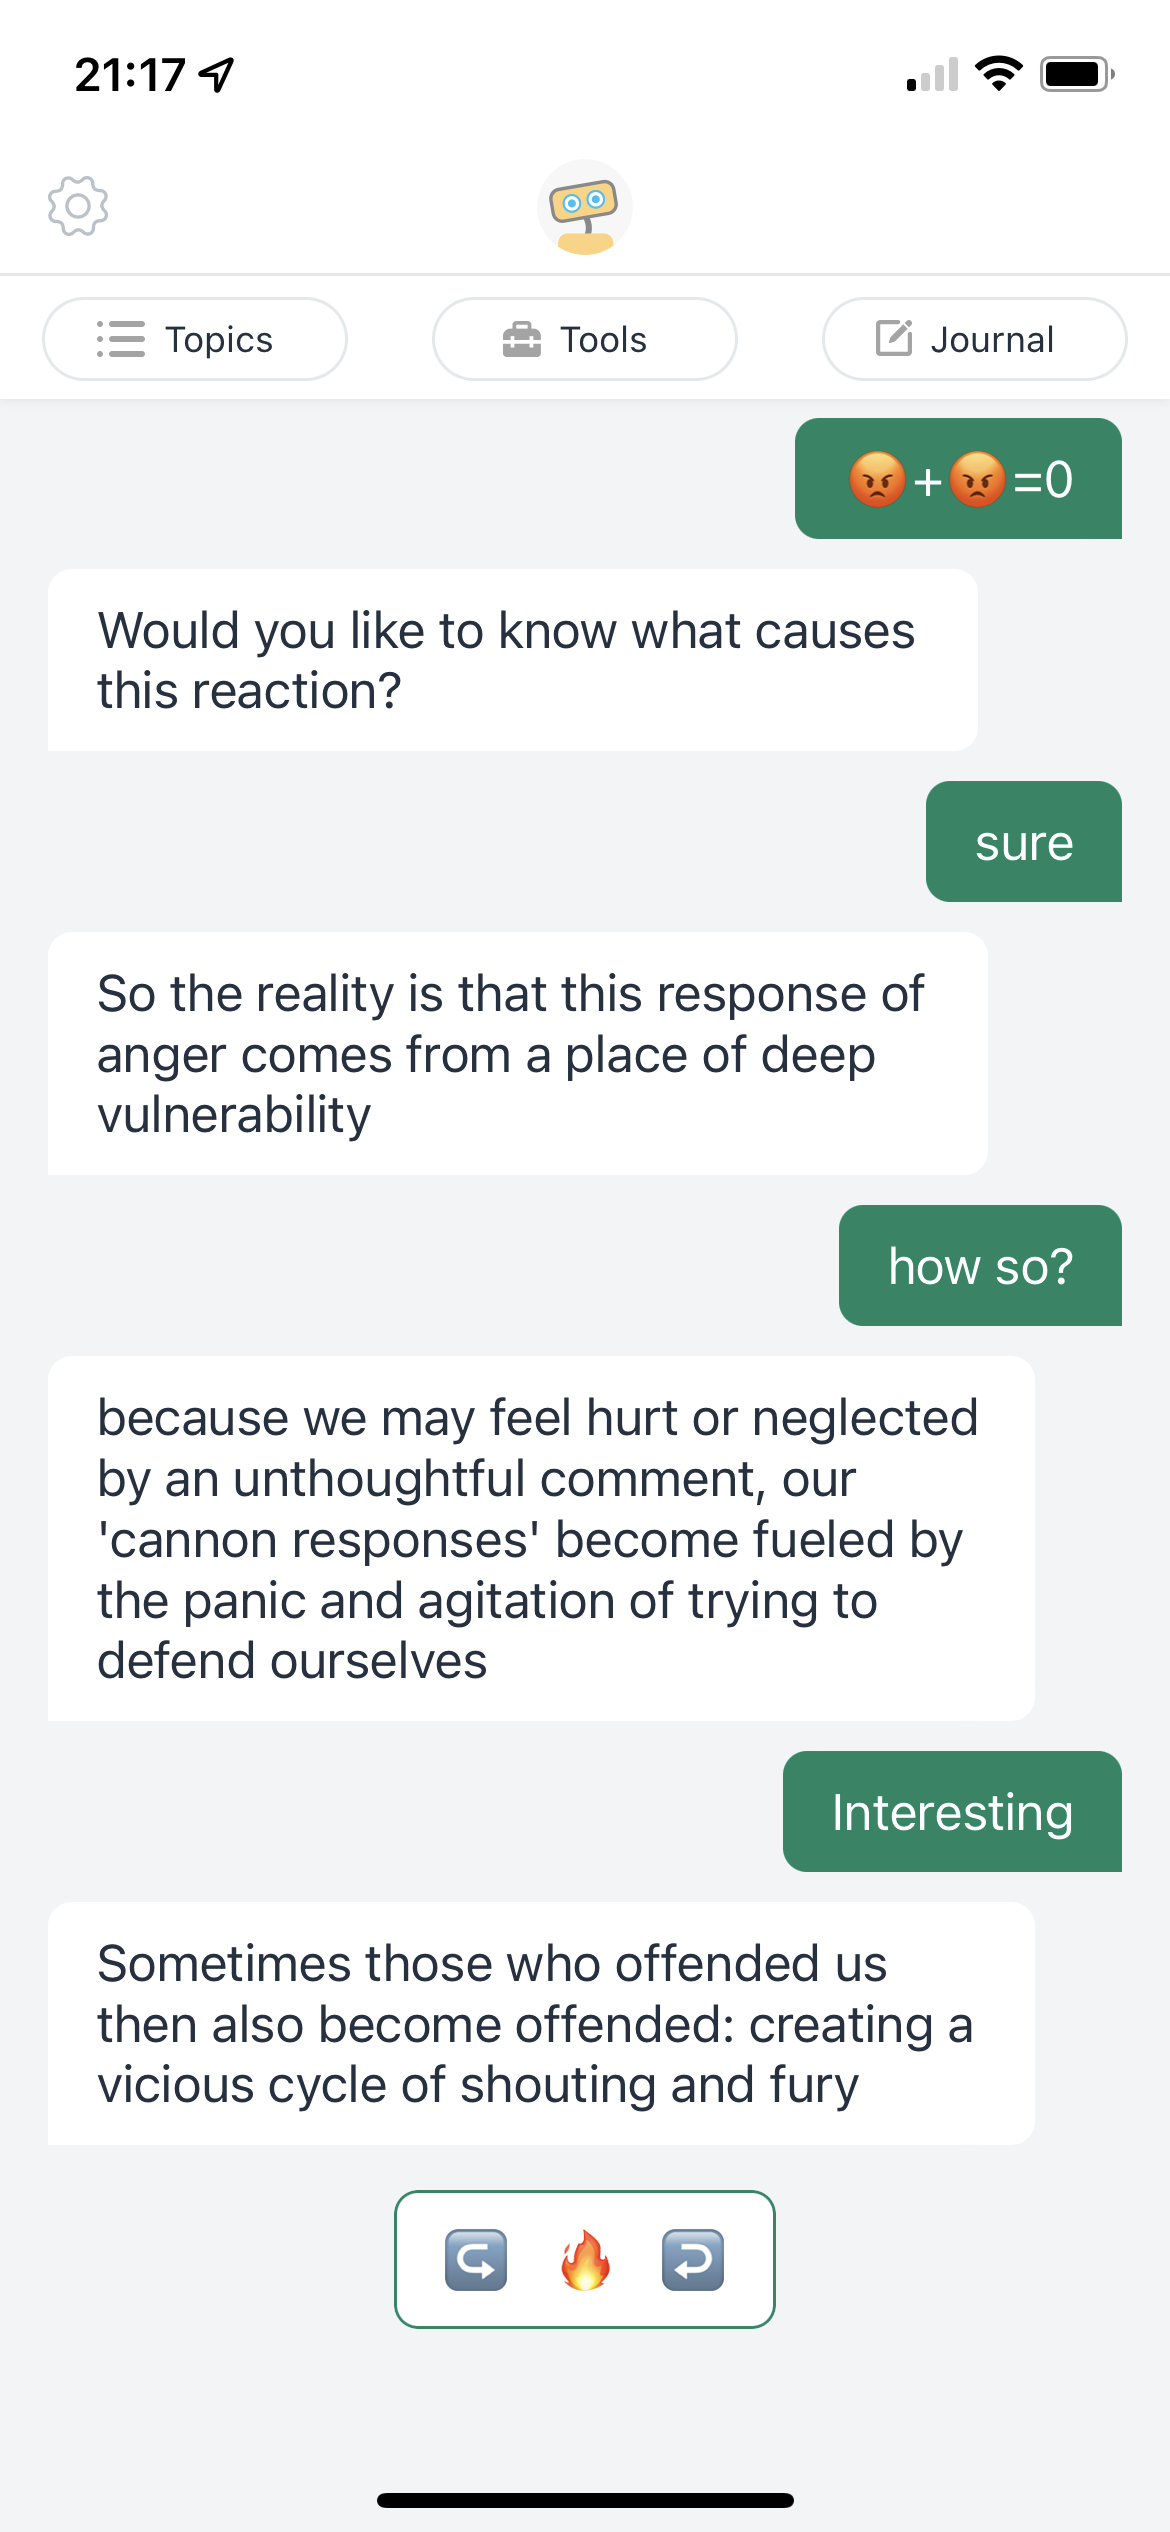 21:17
Topics
Tools
Journal
😡+😡=0
Would you like to know what causes
this reaction?
sure
So the reality is that this response of
anger comes from a place of deep
vulnerability
how so?
because we may feel hurt or neglected
by an unthoughtful comment, our
'cannon responses' become fueled by
the panic and agitation of trying to
defend ourselves
Interesting
Sometimes those who offended us
then also become offended: creating a
vicious cycle of shouting and fury
↪️ 🔥 ↩️